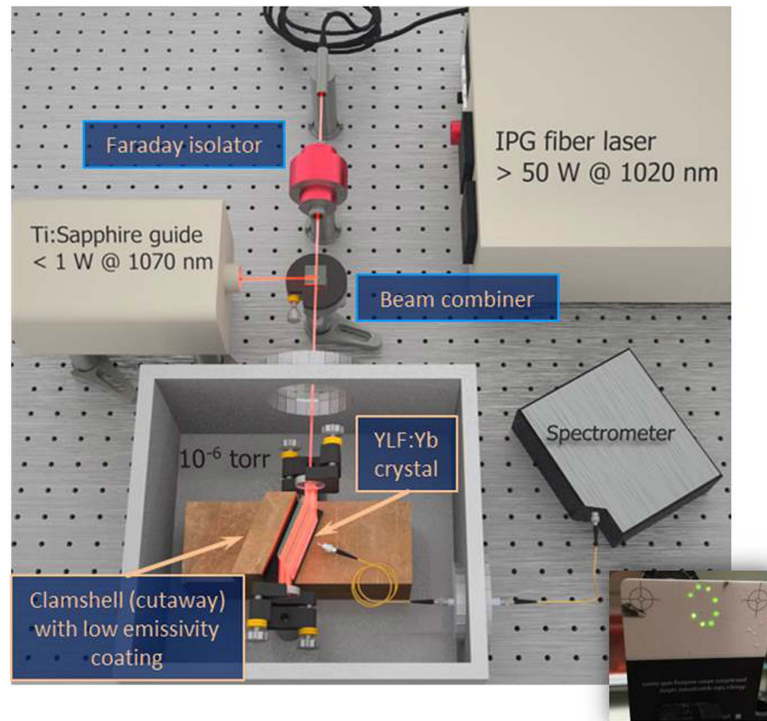 Faraday isolator
IPG fiber laser
> 50 W @ 1020 nm
Ti:Sapphire guide
< 1 W @ 1070 nm
Beam combiner
10⁻⁶ torr
YLF:Yb
crystal
Spectrometer
Clamshell (cutaway)
with low emissivity
coating